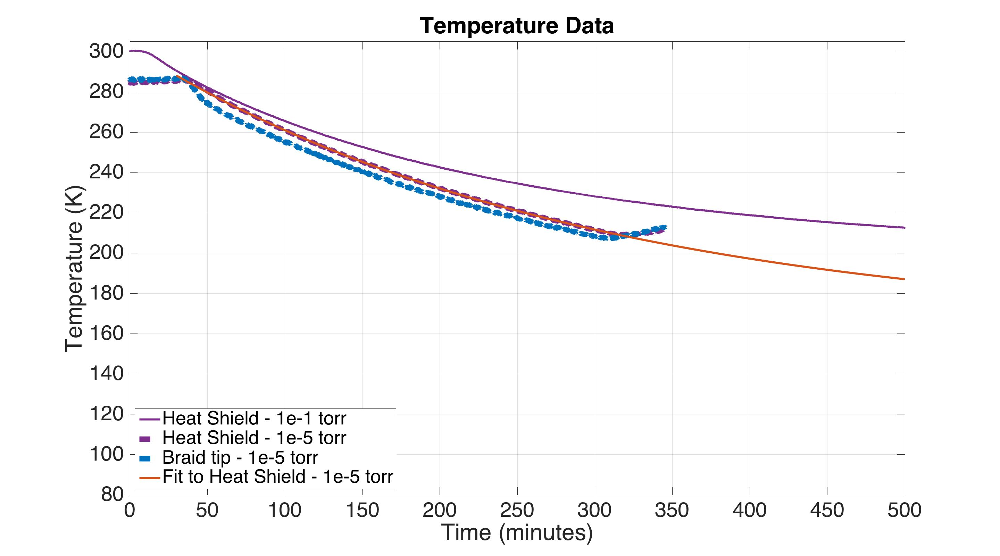 Temperature Data
Temperature (K)
300
280
260
240
220
200
180
160
140
120
100
80
Heat Shield - 1e-1 torr
Heat Shield - 1e-5 torr
Braid tip - 1e-5 torr
Fit to Heat Shield - 1e-5 torr
0 50 100 150 200 250 300 350 400 450 500
Time (minutes)